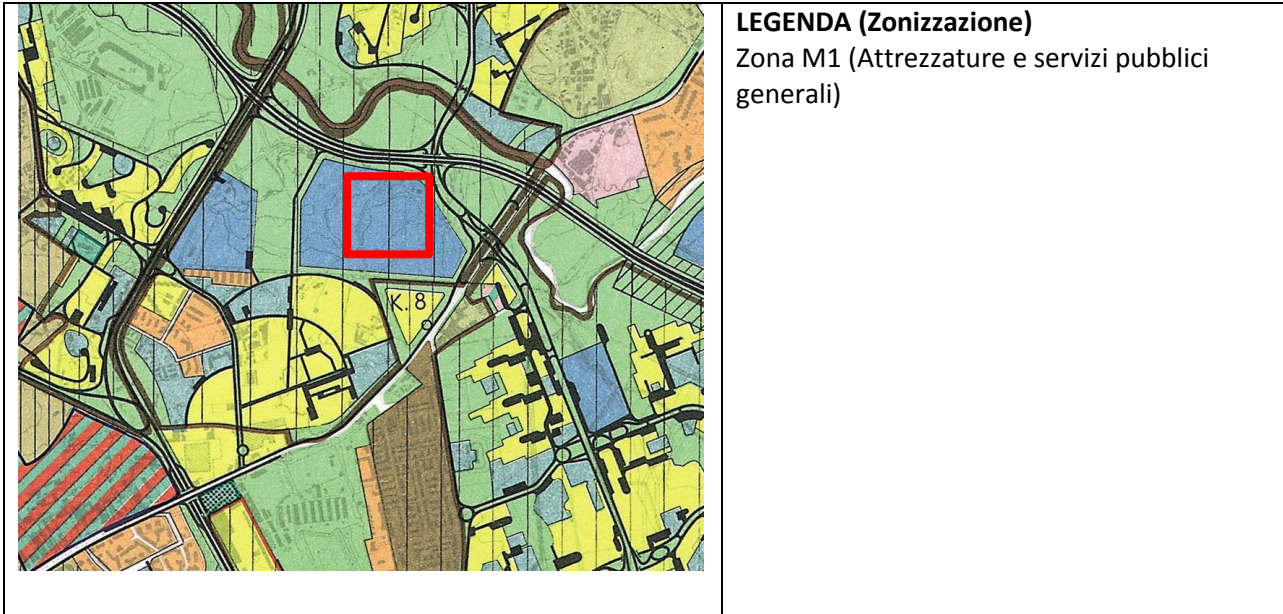 LEGENDA (Zonizzazione)
Zona M1 (Attrezzature e servizi pubblici
generali)
K. 8